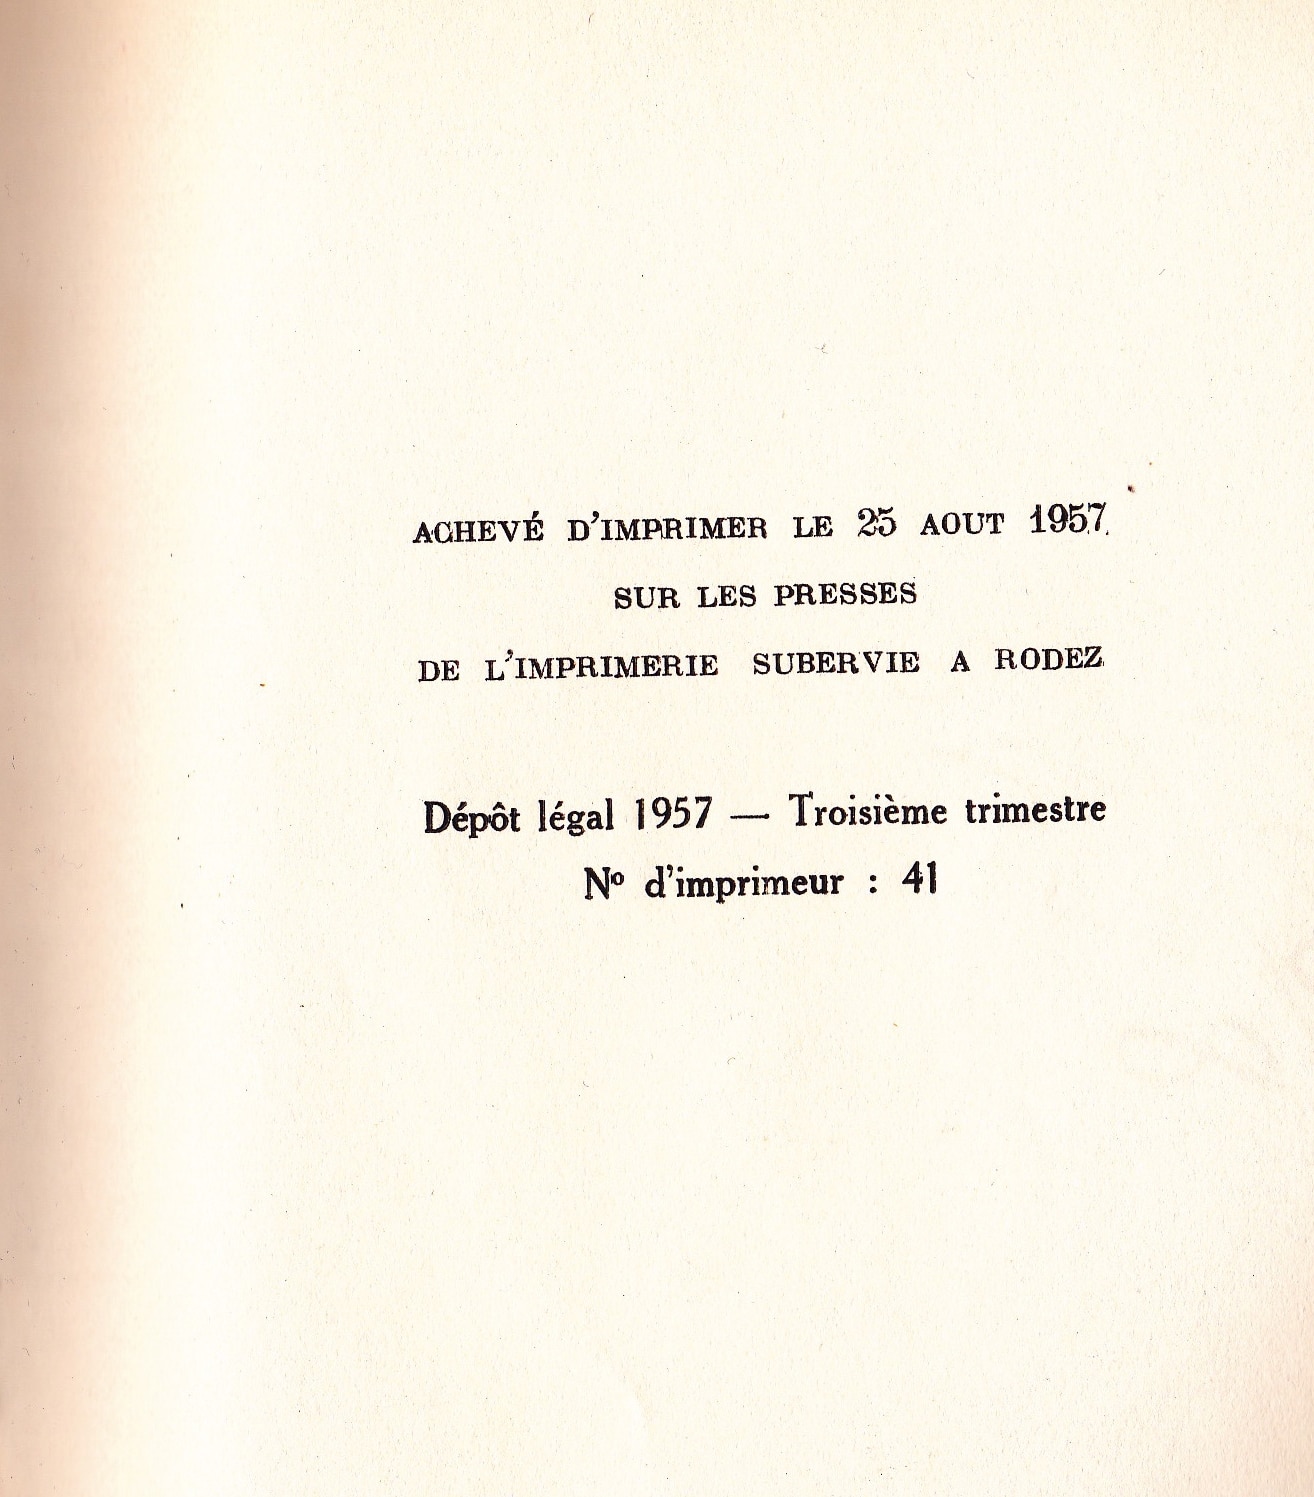 ACHEVÉ D'IMPRIMER LE 25 AOUT 1957
SUR LES PRESSES
DE L'IMPRIMERIE SUBERVIE A RODEZ
Dépôt légal 1957 — Troisième trimestre
Nº d'imprimeur : 41